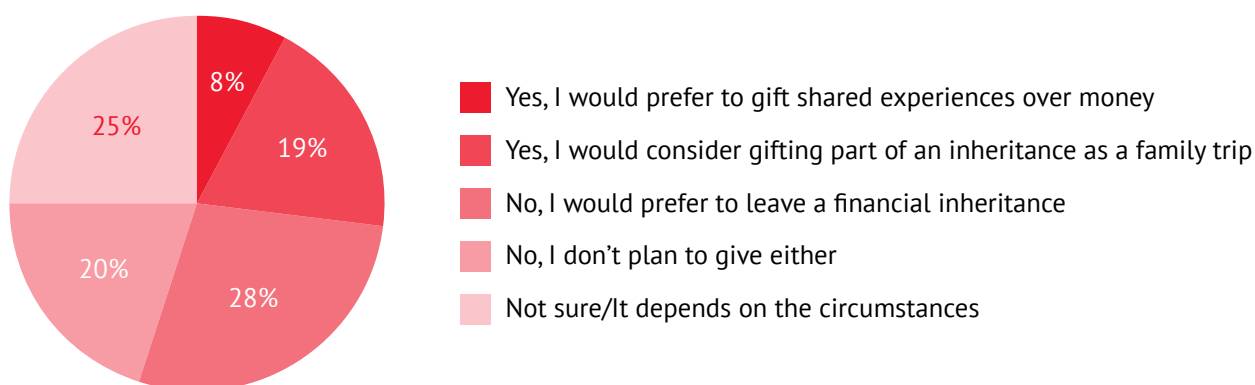 8%
19%
28%
20%
25%
Yes, I would prefer to gift shared experiences over money
Yes, I would consider gifting part of an inheritance as a family trip
No, I would prefer to leave a financial inheritance
No, I don’t plan to give either
Not sure/It depends on the circumstances